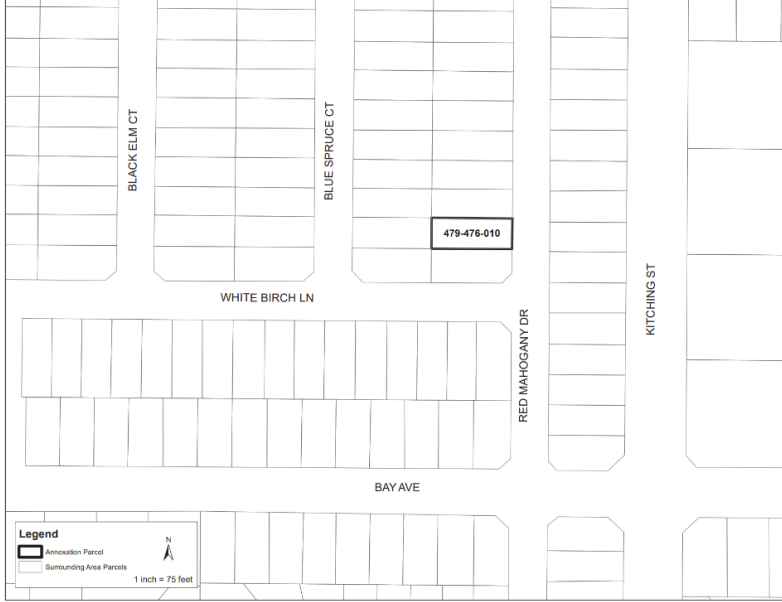 BLACK ELM CT
BLUE SPRUCE CT
479-476-010
WHITE BIRCH LN
RED MAHOGANY DR
KITCHING ST
BAY AVE
Legend
Annexation Parcel
Surrounding Area Parcels
N
1 inch = 75 feet